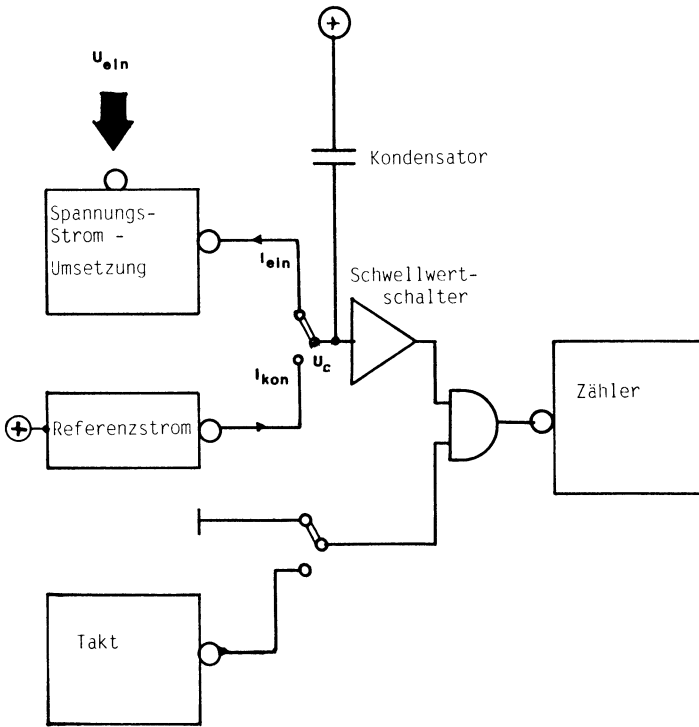 U_ein
+
Kondensator
Spannungs-
Strom -
Umsetzung
I_ein
Schwellwert-
schalter
U_c
I_kon
Zähler
+
Referenzstrom
Takt